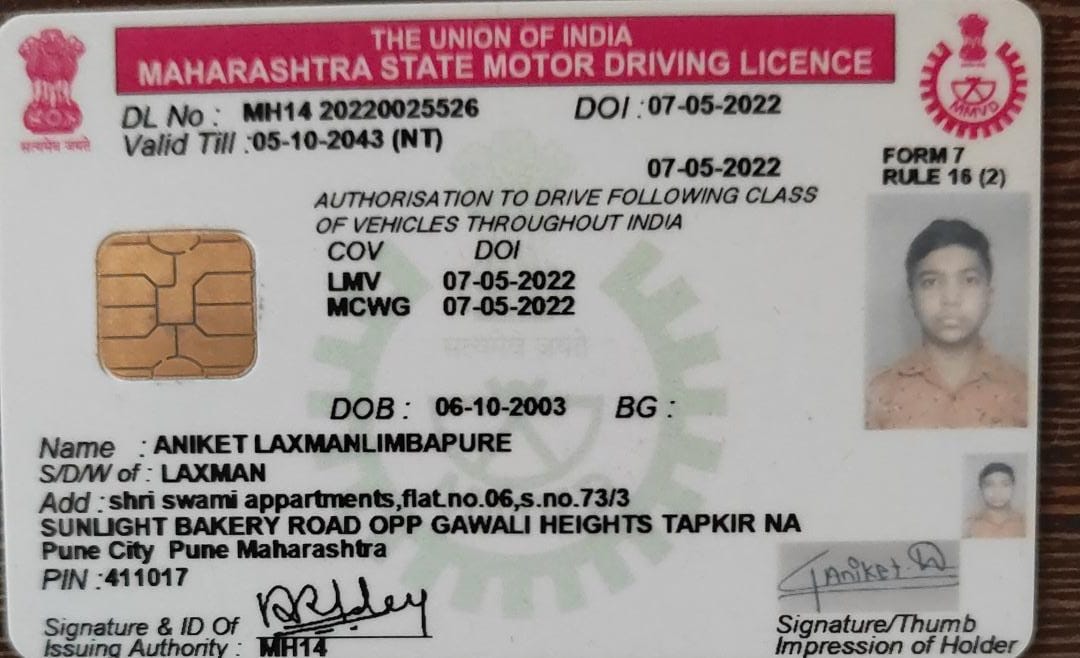 THE UNION OF INDIA
MAHARASHTRA STATE MOTOR DRIVING LICENCE
सत्यमेव जयते
MMVD
DL No : MH14 20220025526 DOI : 07-05-2022
Valid Till : 05-10-2043 (NT)
07-05-2022
FORM 7
RULE 16 (2)
AUTHORISATION TO DRIVE FOLLOWING CLASS
OF VEHICLES THROUGHOUT INDIA
COV DOI
LMV 07-05-2022
MCWG 07-05-2022
सत्यमेव जयते
DOB : 06-10-2003 BG :
Name : ANIKET LAXMANLIMBAPURE
S/D/W of : LAXMAN
Add : shri swami appartments,flat.no.06,s.no.73/3
SUNLIGHT BAKERY ROAD OPP GAWALI HEIGHTS TAPKIR NA
Pune City Pune Maharashtra
PIN : 411017
Aniket
Signature & ID Of
Issuing Authority : MH14
Signature/Thumb
Impression of Holder